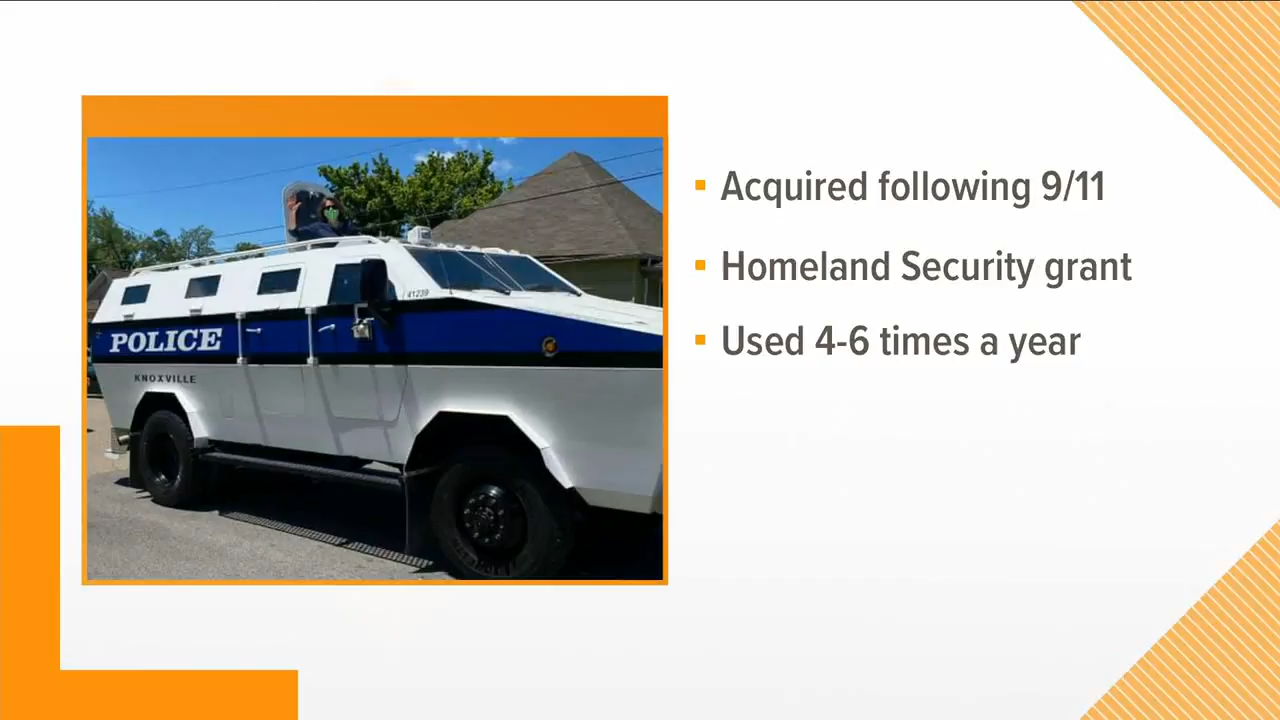 Acquired following 9/11
Homeland Security grant
Used 4-6 times a year
41239
POLICE
KNOXVILLE